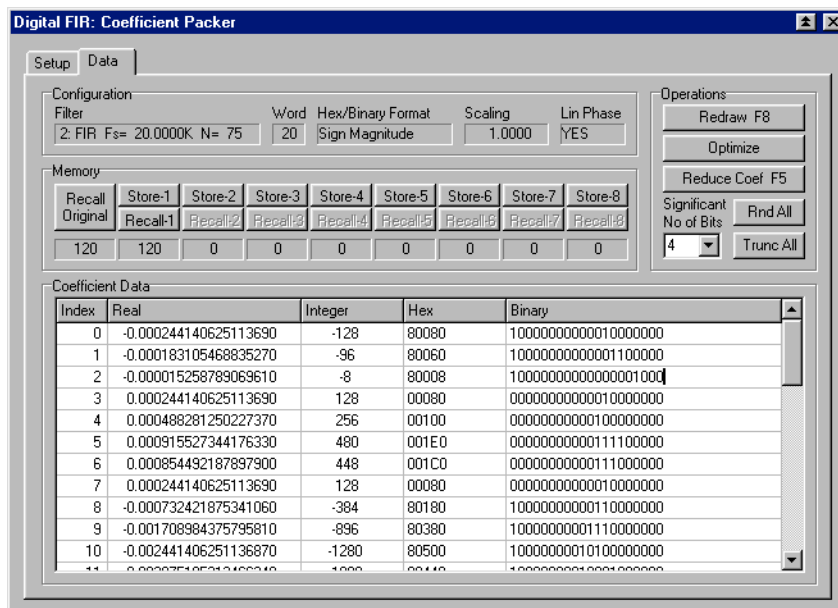 Digital FIR: Coefficient Packer
Setup Data
Configuration
Filter Word Hex/Binary Format Scaling Lin Phase
2: FIR Fs= 20.0000K N= 75 20 Sign Magnitude 1.0000 YES
Memory
Recall Original Store-1 Store-2 Store-3 Store-4 Store-5 Store-6 Store-7 Store-8
Recall-1 Recall-2 Recall-3 Recall-4 Recall-5 Recall-6 Recall-7 Recall-8
120 120 0 0 0 0 0 0 0
Operations
Redraw F8
Optimize
Reduce Coef F5
Significant No of Bits Rnd All
4 Trunc All
Coefficient Data
Index Real Integer Hex Binary
0 -0.000244140625113690 -128 80080 10000000000010000000
1 -0.000183105468835270 -96 80060 10000000000001100000
2 -0.000015258789069610 -8 80008 10000000000000001000
3 0.000244140625113690 128 00080 00000000000010000000
4 0.000488281250227370 256 00100 00000000000100000000
5 0.000915527344176330 480 001E0 00000000000111100000
6 0.000854492187897900 448 001C0 00000000000111000000
7 0.000244140625113690 128 00080 00000000000010000000
8 -0.000732421875341060 -384 80180 10000000000110000000
9 -0.001708984375795810 -896 80380 10000000001110000000
10 -0.002441406251136870 -1280 80500 10000000010100000000